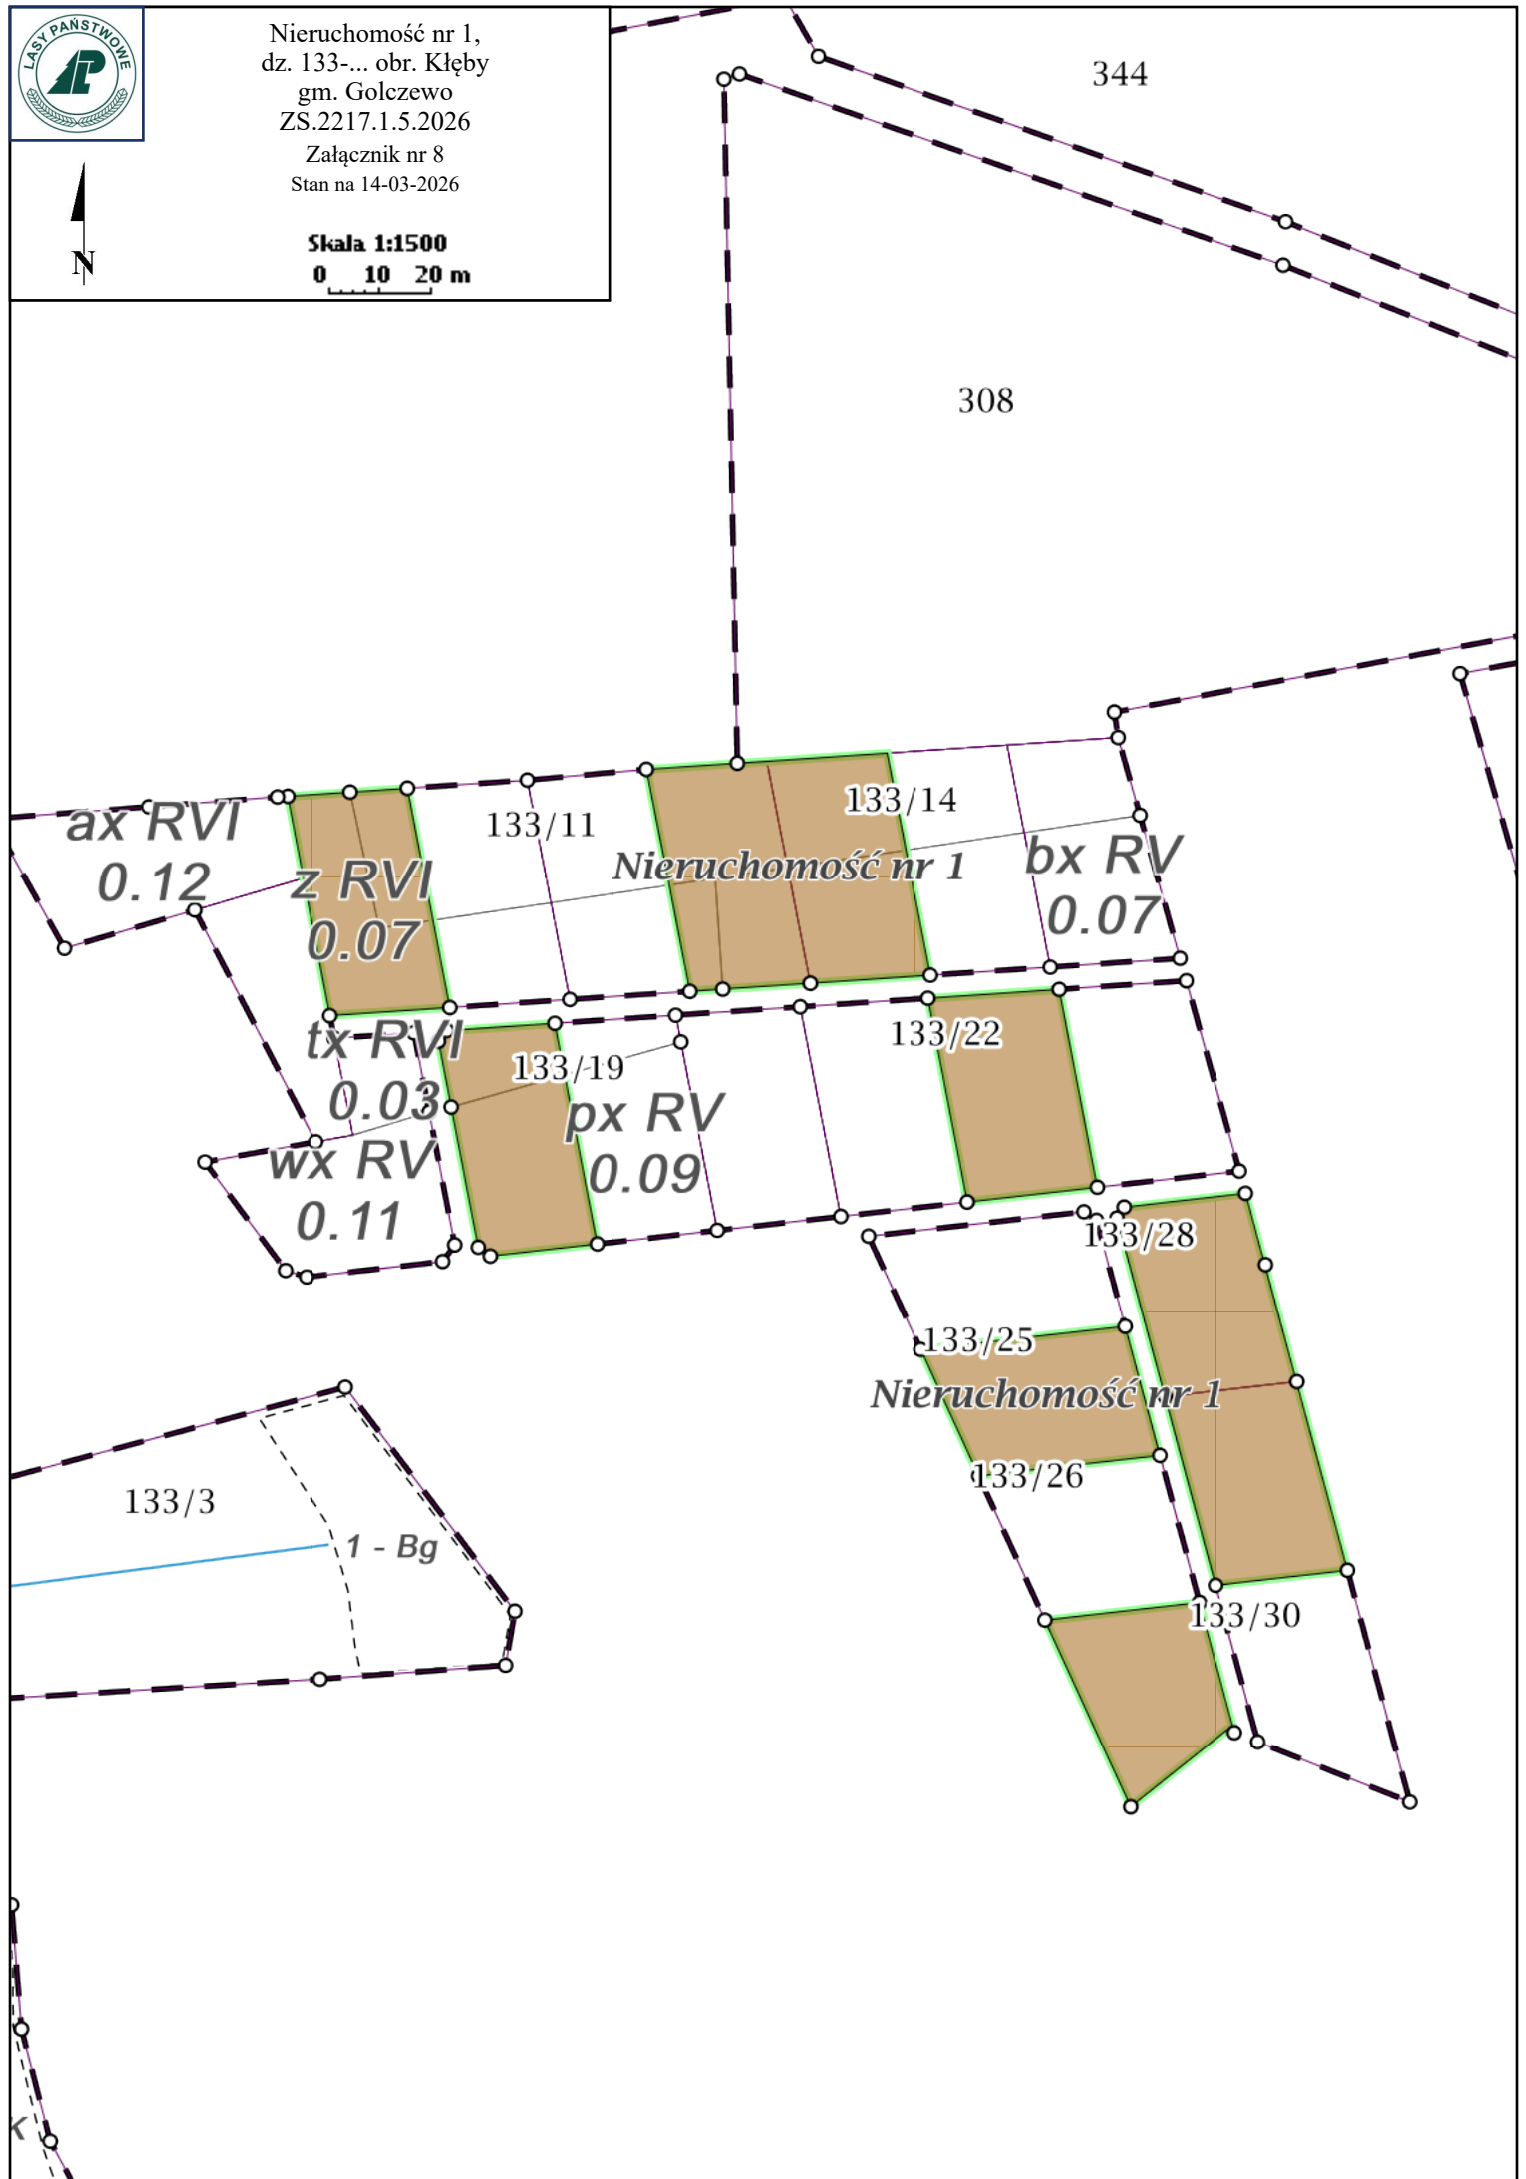 LASY PAŃSTWOWE
Nieruchomość nr 1,
dz. 133-... obr. Kłęby
gm. Golczewo
ZS.2217.1.5.2026
Załącznik nr 8
Stan na 14-03-2026
N
Skala 1:1500
0 10 20 m
344
308
133/14
133/11
ax RVI
0.12
z RVI
0.07
Nieruchomość nr 1
bx RV
0.07
133/22
tx RVI
0.03
133/19
px RV
0.09
wx RV
0.11
133/28
133/25
Nieruchomość nr 1
133/26
133/3
1 - Bg
133/30